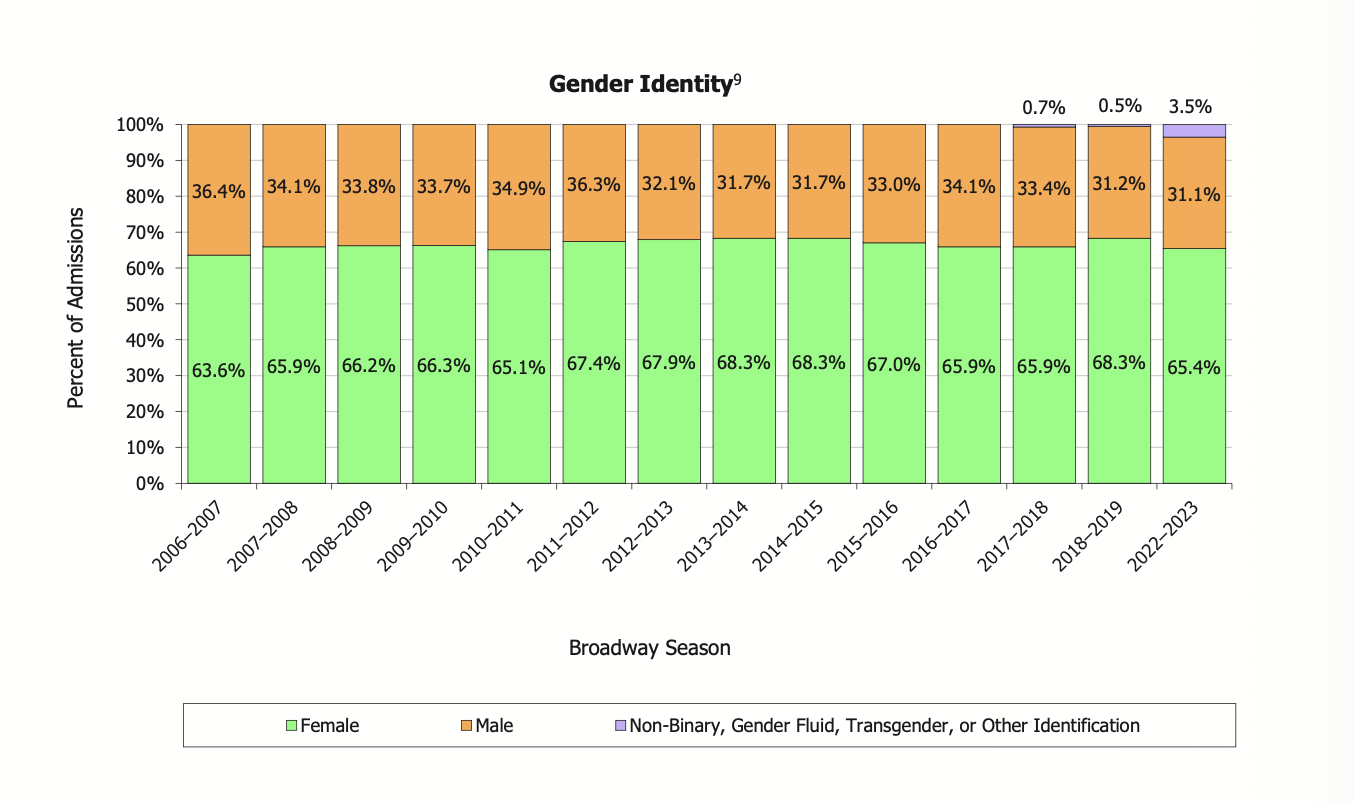 Gender Identity9
0.7% 0.5% 3.5%
100%
90%
80%
70%
60%
50%
40%
30%
20%
10%
0%
Percent of Admissions
36.4% 34.1% 33.8% 33.7% 34.9% 36.3% 32.1% 31.7% 31.7% 33.0% 34.1% 33.4% 31.2% 31.1%
63.6% 65.9% 66.2% 66.3% 65.1% 67.4% 67.9% 68.3% 68.3% 67.0% 65.9% 65.9% 68.3% 65.4%
2006–2007 2007–2008 2008–2009 2009–2010 2010–2011 2011–2012 2012–2013 2013–2014 2014–2015 2015–2016 2016–2017 2017–2018 2018–2019 2022–2023
Broadway Season
Female Male Non-Binary, Gender Fluid, Transgender, or Other Identification